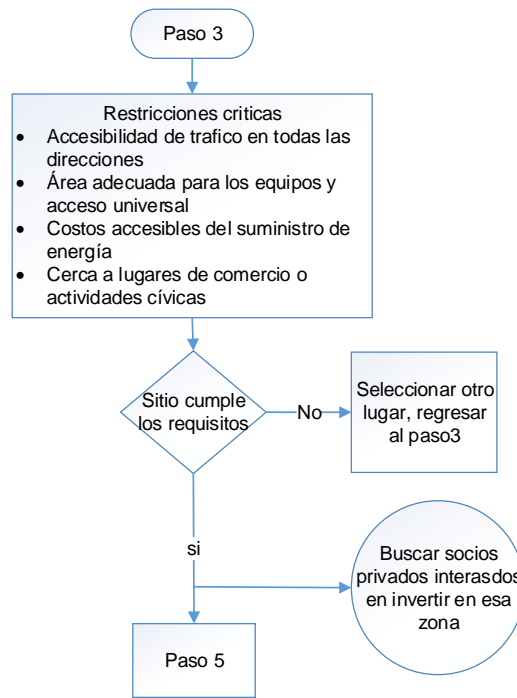 Paso 3
Restricciones criticas
• Accesibilidad de trafico en todas las
direcciones
• Área adecuada para los equipos y
acceso universal
• Costos accesibles del suministro de
energía
• Cerca a lugares de comercio o
actividades cívicas
Sitio cumple
los requisitos
No
Seleccionar otro
lugar, regresar
al paso3
si
Buscar socios
privados interasdos
en invertir en esa
zona
Paso 5